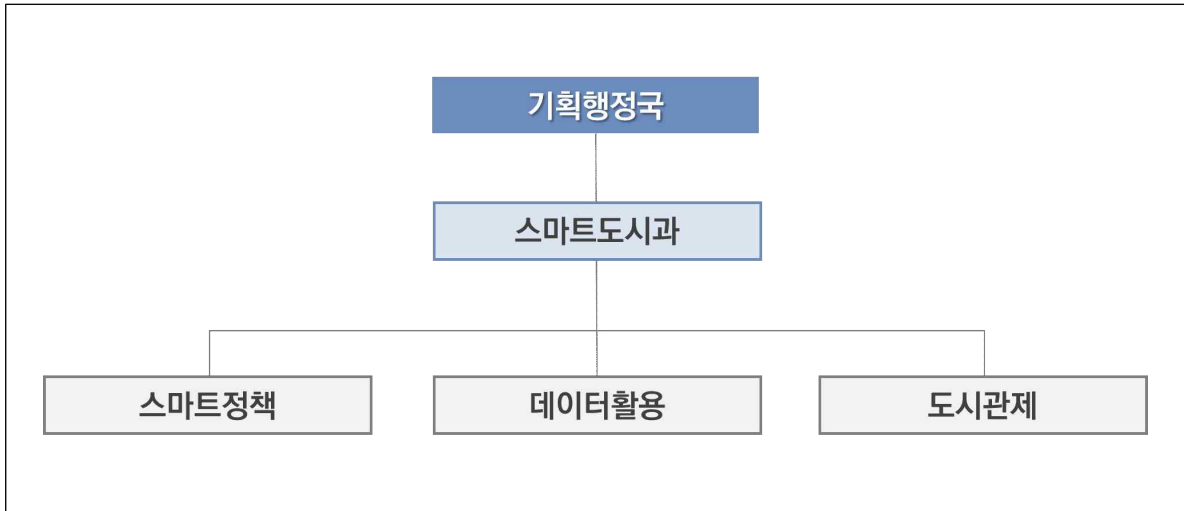 기획행정국
스마트도시과
스마트정책
데이터활용
도시관제